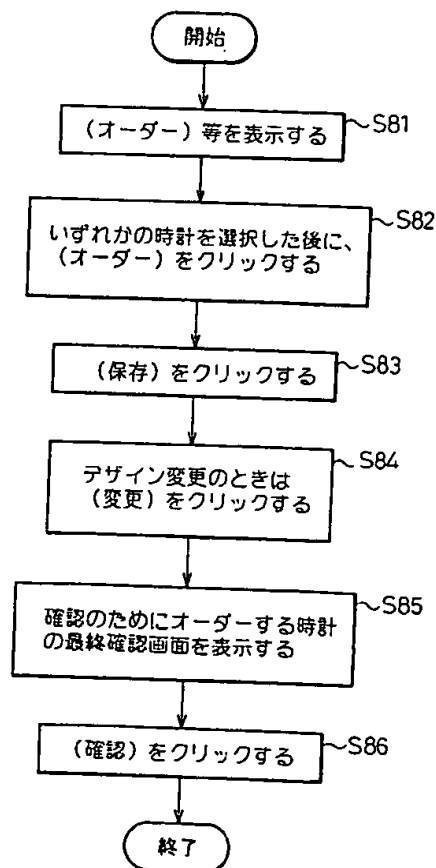 開始
(オーダー)等を表示する
S81
いずれかの時計を選択した後に、
(オーダー)をクリックする
S82
(保存)をクリックする
S83
デザイン変更のときは
(変更)をクリックする
S84
確認のためにオーダーする時計
の最終確認画面を表示する
S85
(確認)をクリックする
S86
終了